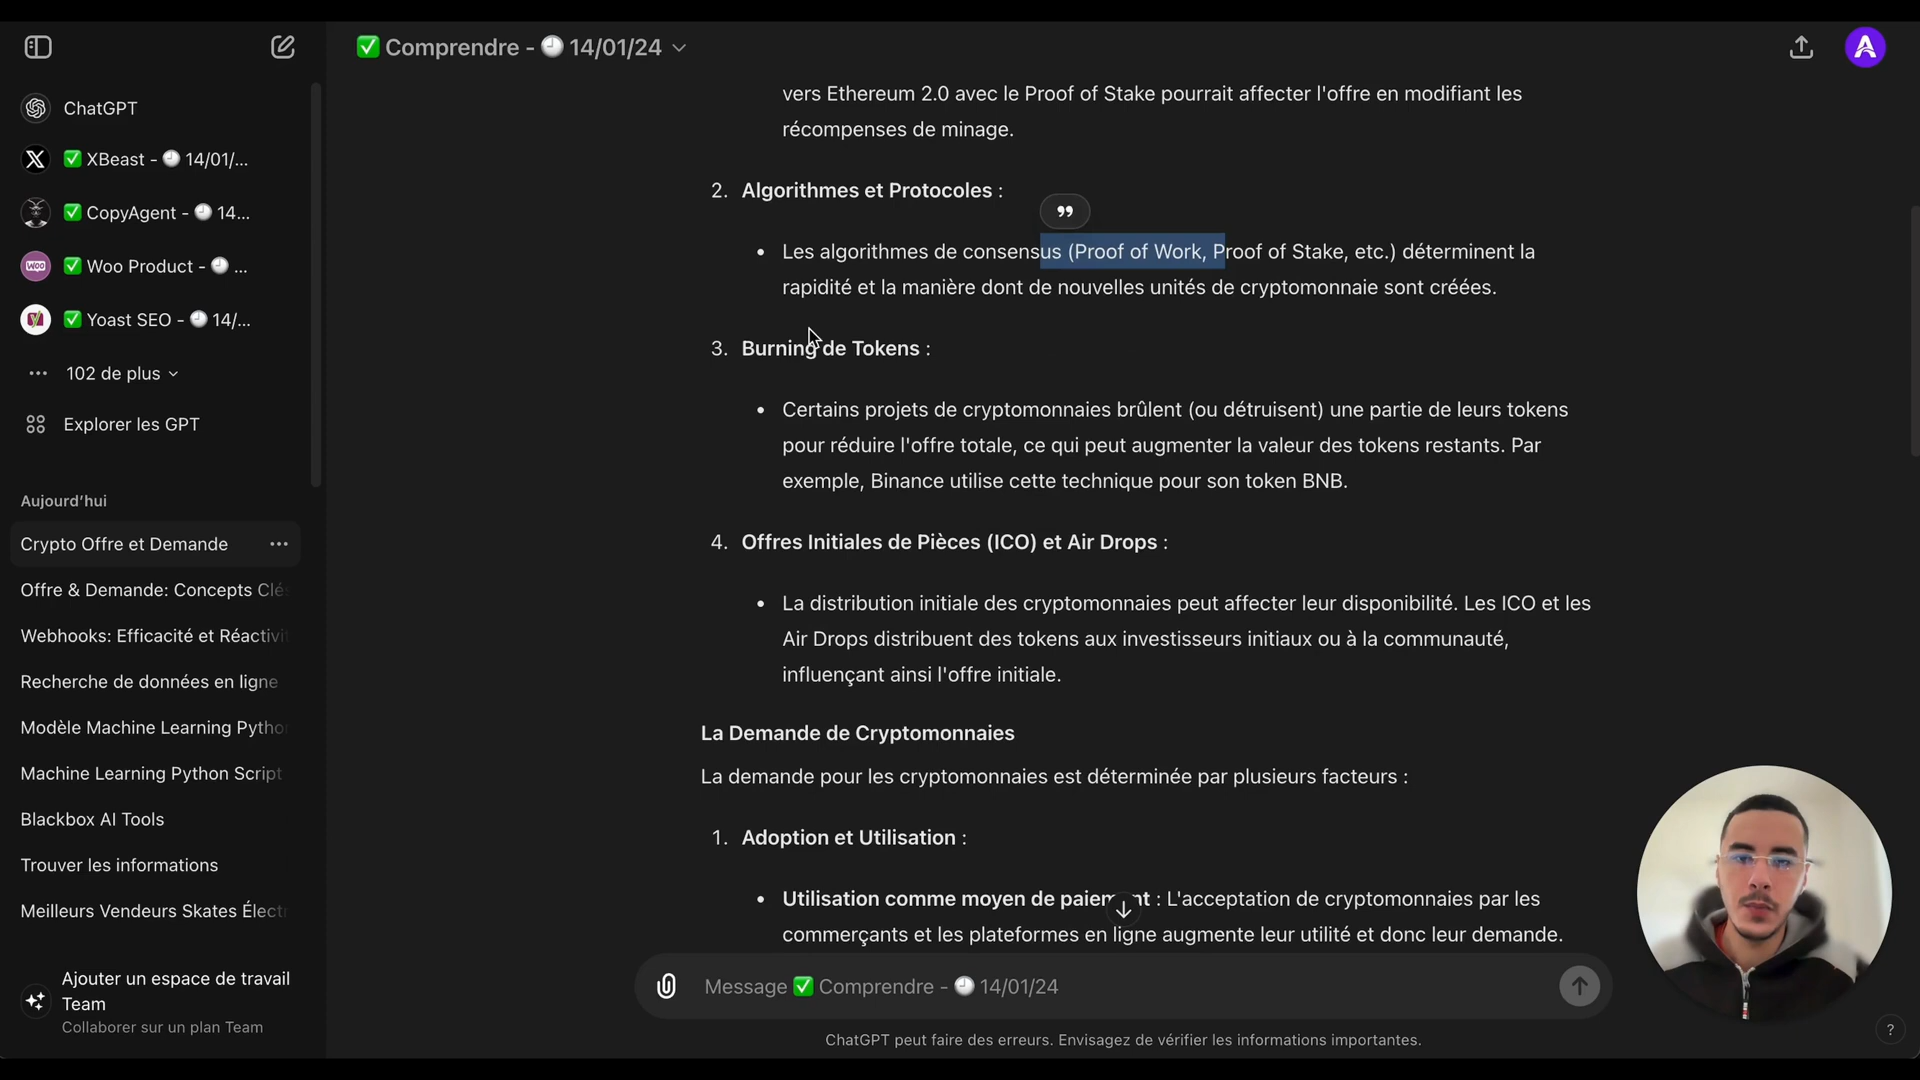 ✅ Comprendre - 🕘 14/01/24
ChatGPT
✅ XBeast - 🕘 14/01/...
✅ CopyAgent - 🕘 14...
✅ Woo Product - 🕘 ...
✅ Yoast SEO - 🕘 14/...
102 de plus
Explorer les GPT
Aujourd'hui
Crypto Offre et Demande
Offre & Demande: Concepts Clé
Webhooks: Efficacité et Réactivit
Recherche de données en ligne
Modèle Machine Learning Pytho
Machine Learning Python Script
Blackbox AI Tools
Trouver les informations
Meilleurs Vendeurs Skates Élect
Ajouter un espace de travail
Team
Collaborer sur un plan Team
vers Ethereum 2.0 avec le Proof of Stake pourrait affecter l'offre en modifiant les
récompenses de minage.
2. Algorithmes et Protocoles :
• Les algorithmes de consensus (Proof of Work, Proof of Stake, etc.) déterminent la
rapidité et la manière dont de nouvelles unités de cryptomonnaie sont créées.
3. Burning de Tokens :
• Certains projets de cryptomonnaies brûlent (ou détruisent) une partie de leurs tokens
pour réduire l'offre totale, ce qui peut augmenter la valeur des tokens restants. Par
exemple, Binance utilise cette technique pour son token BNB.
4. Offres Initiales de Pièces (ICO) et Air Drops :
• La distribution initiale des cryptomonnaies peut affecter leur disponibilité. Les ICO et les
Air Drops distribuent des tokens aux investisseurs initiaux ou à la communauté,
influençant ainsi l'offre initiale.
La Demande de Cryptomonnaies
La demande pour les cryptomonnaies est déterminée par plusieurs facteurs :
1. Adoption et Utilisation :
• Utilisation comme moyen de paiement : L'acceptation de cryptomonnaies par les
commerçants et les plateformes en ligne augmente leur utilité et donc leur demande.
Message ✅ Comprendre - 🕘 14/01/24
ChatGPT peut faire des erreurs. Envisagez de vérifier les informations importantes.
?